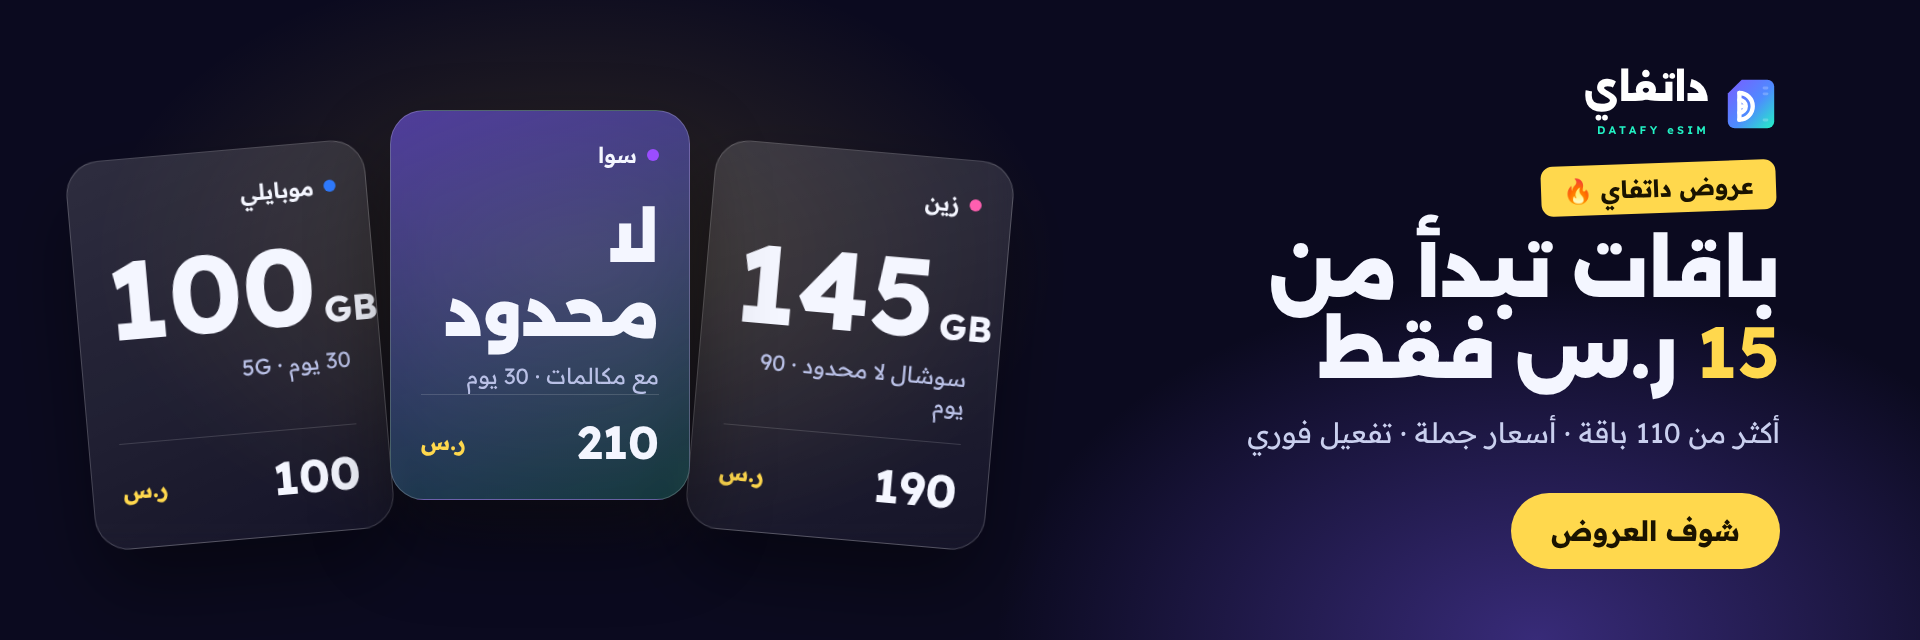 داتفاي
DATAFY eSIM
عروض داتفاي 🔥
باقات تبدأ من
15 ر.س فقط
أكثر من 110 باقة · أسعار جملة · تفعيل فوري
شوف العروض
زين
145 GB
سوشال لا محدود · 90
يوم
190 ر.س
سوا
لا
محدود
مع مكالمات · 30 يوم
210 ر.س
موبايلي
100 GB
30 يوم · 5G
100 ر.س